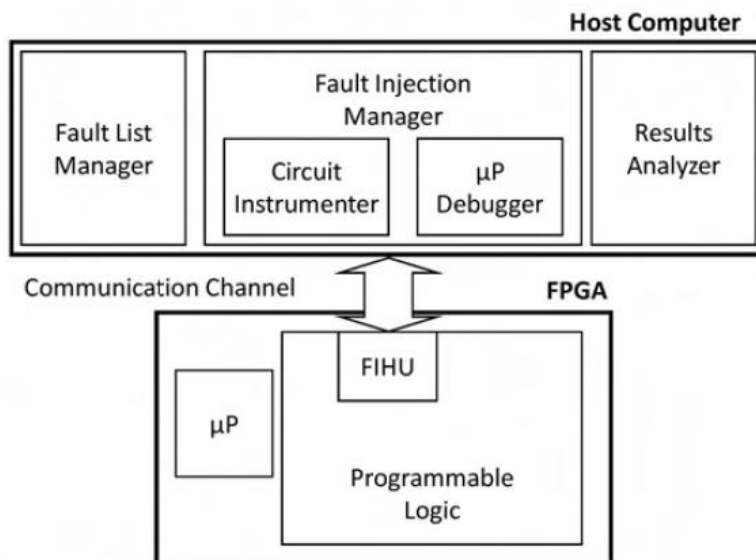 Host Computer
Fault List
Manager
Fault Injection
Manager
Circuit
Instrumenter
µP
Debugger
Results
Analyzer
Communication Channel
FPGA
FIHU
µP
Programmable
Logic